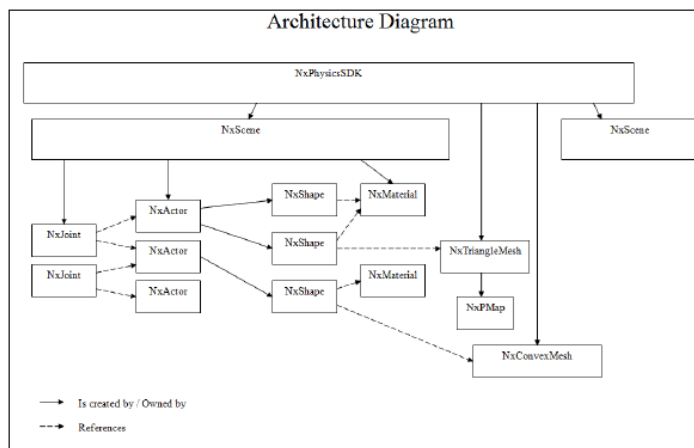 Architecture Diagram
NxPhysicsSDK
NxScene
NxScene
NxShape
NxMaterial
NxActor
NxJoint
NxShape
NxActor
NxTriangleMesh
NxJoint
NxActor
NxShape
NxMaterial
NxPMap
NxConvexMesh
Is created by / Owned by
References